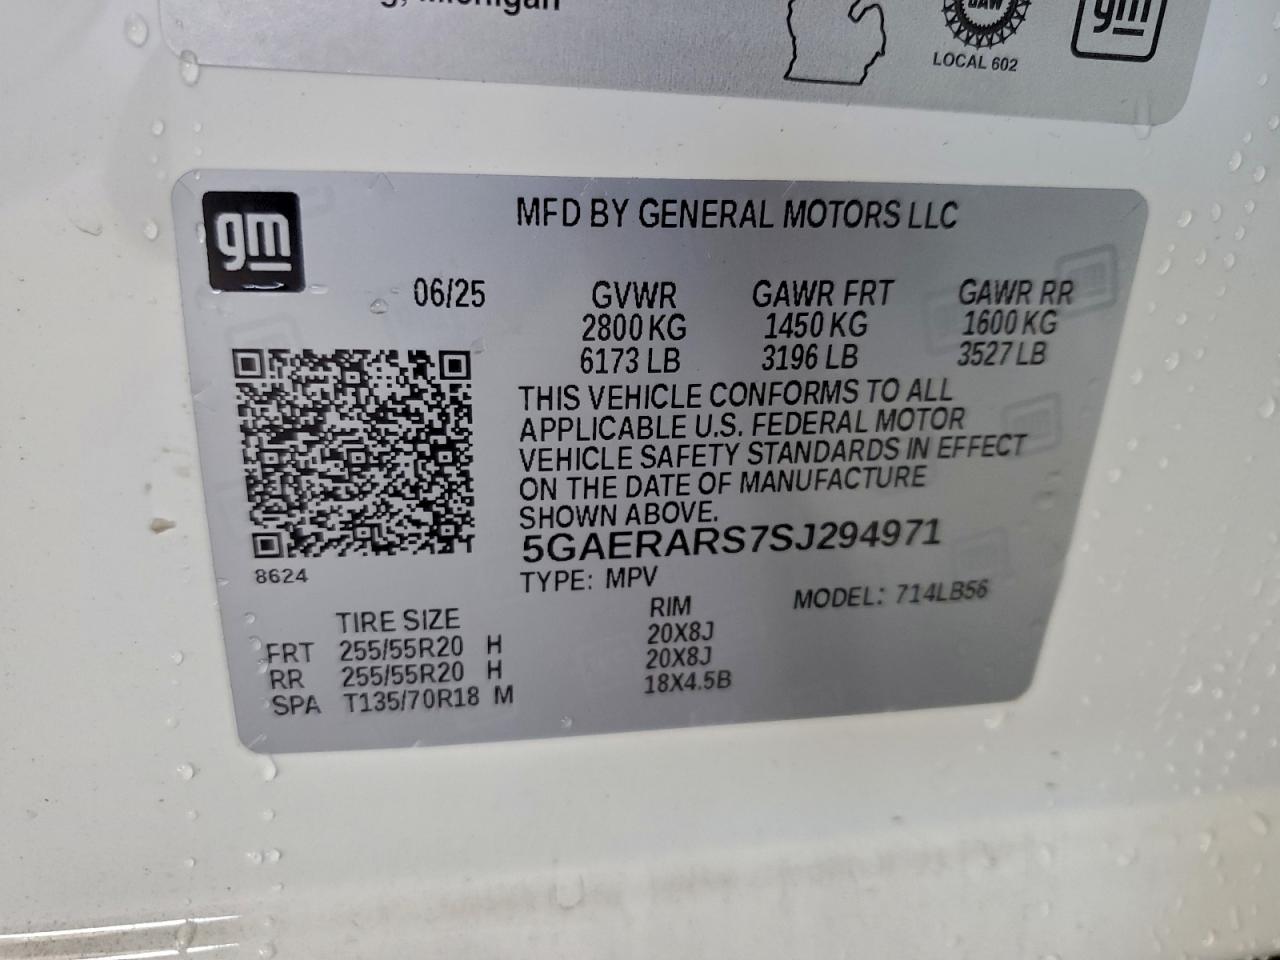 Michigan
GAW
LOCAL 602
gm
gm
MFD BY GENERAL MOTORS LLC
06/25 GVWR GAWR FRT GAWR RR
2800 KG 1450 KG 1600 KG
6173 LB 3196 LB 3527 LB
THIS VEHICLE CONFORMS TO ALL
APPLICABLE U.S. FEDERAL MOTOR
VEHICLE SAFETY STANDARDS IN EFFECT
ON THE DATE OF MANUFACTURE
SHOWN ABOVE.
5GAERARS7SJ294971
8624
TYPE: MPV MODEL: 714LB56
TIRE SIZE RIM
FRT 255/55R20 H 20X8J
RR 255/55R20 H 20X8J
SPA T135/70R18 M 18X4.5B